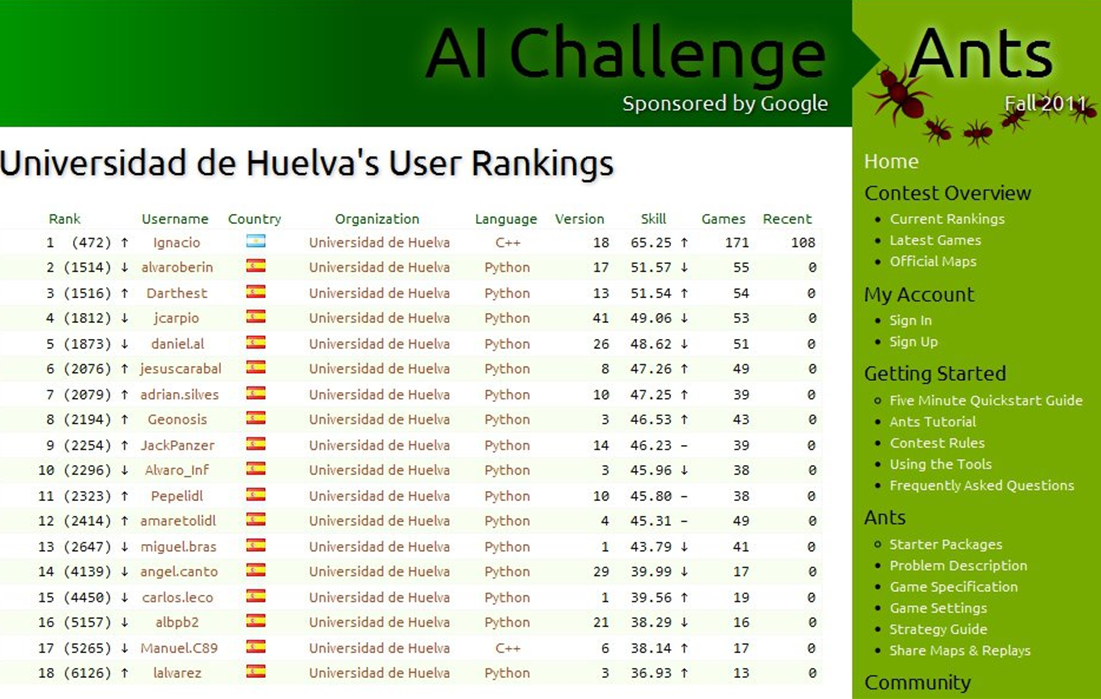 AI Challenge
Sponsored by Google
Ants
Fall 2011
Universidad de Huelva's User Rankings
Rank Username Country Organization Language Version Skill Games Recent
1 (472) ↑ Ignacio Universidad de Huelva C++ 18 65.25 ↑ 171 108
2 (1514) ↓ alvaroberin Universidad de Huelva Python 17 51.57 ↓ 55 0
3 (1516) ↑ Darthest Universidad de Huelva Python 13 51.54 ↑ 54 0
4 (1812) ↓ jcarpio Universidad de Huelva Python 41 49.06 ↓ 53 0
5 (1873) ↓ daniel.al Universidad de Huelva Python 26 48.62 ↓ 51 0
6 (2076) ↑ jesuscarabal Universidad de Huelva Python 8 47.26 ↑ 49 0
7 (2079) ↑ adrian.silves Universidad de Huelva Python 10 47.25 ↑ 39 0
8 (2194) ↑ Geonosis Universidad de Huelva Python 3 46.53 ↑ 43 0
9 (2254) ↑ JackPanzer Universidad de Huelva Python 14 46.23 – 39 0
10 (2296) ↓ Alvaro_Inf Universidad de Huelva Python 3 45.96 ↓ 38 0
11 (2323) ↑ Pepelidl Universidad de Huelva Python 10 45.80 – 38 0
12 (2414) ↑ amaretolidl Universidad de Huelva Python 4 45.31 – 49 0
13 (2647) ↓ miguel.bras Universidad de Huelva Python 1 43.79 ↓ 41 0
14 (4139) ↓ angel.canto Universidad de Huelva Python 29 39.99 ↓ 17 0
15 (4450) ↓ carlos.leco Universidad de Huelva Python 1 39.56 ↑ 19 0
16 (5157) ↓ albpb2 Universidad de Huelva Python 21 38.29 ↓ 16 0
17 (5265) ↓ Manuel.C89 Universidad de Huelva C++ 6 38.14 ↑ 17 0
18 (6126) ↑ lalvarez Universidad de Huelva Python 3 36.93 ↑ 13 0
Home
Contest Overview
Current Rankings
Latest Games
Official Maps
My Account
Sign In
Sign Up
Getting Started
Five Minute Quickstart Guide
Ants Tutorial
Contest Rules
Using the Tools
Frequently Asked Questions
Ants
Starter Packages
Problem Description
Game Specification
Game Settings
Strategy Guide
Share Maps & Replays
Community